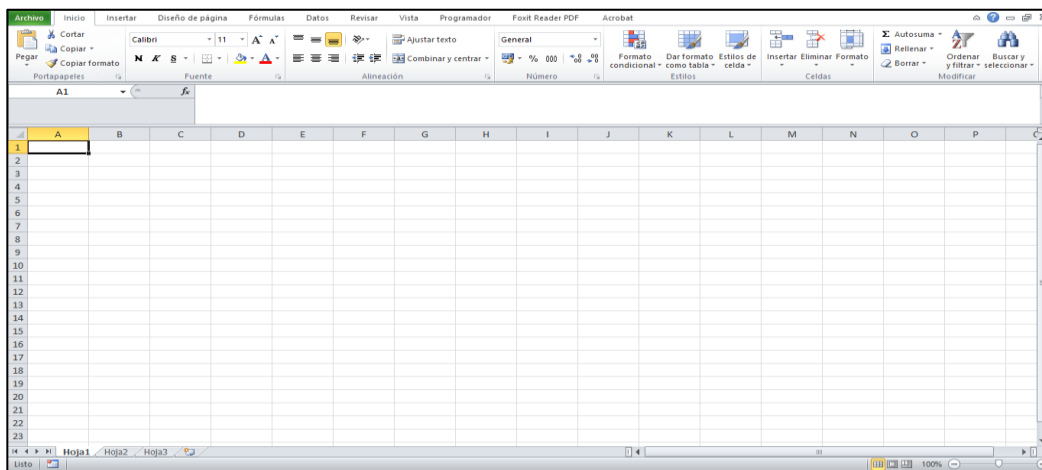 Archivo Inicio Insertar Diseño de página Fórmulas Datos Revisar Vista Programador Foxit Reader PDF Acrobat
Cortar
Copiar
Copiar formato
Pegar
Portapapeles
Calibri 11
N K S
Fuente
Ajustar texto
Combinar y centrar
Alineación
General
% 000
Número
Formato condicional
Dar formato como tabla
Estilos de celda
Estilos
Insertar Eliminar Formato
Celdas
Σ Autosuma
Rellenar
Borrar
Ordenar y filtrar
Buscar y seleccionar
Modificar
A1 fx
A B C D E F G H I J K L M N O P
1
2
3
4
5
6
7
8
9
10
11
12
13
14
15
16
17
18
19
20
21
22
23
Hoja1 Hoja2 Hoja3
Listo 100%